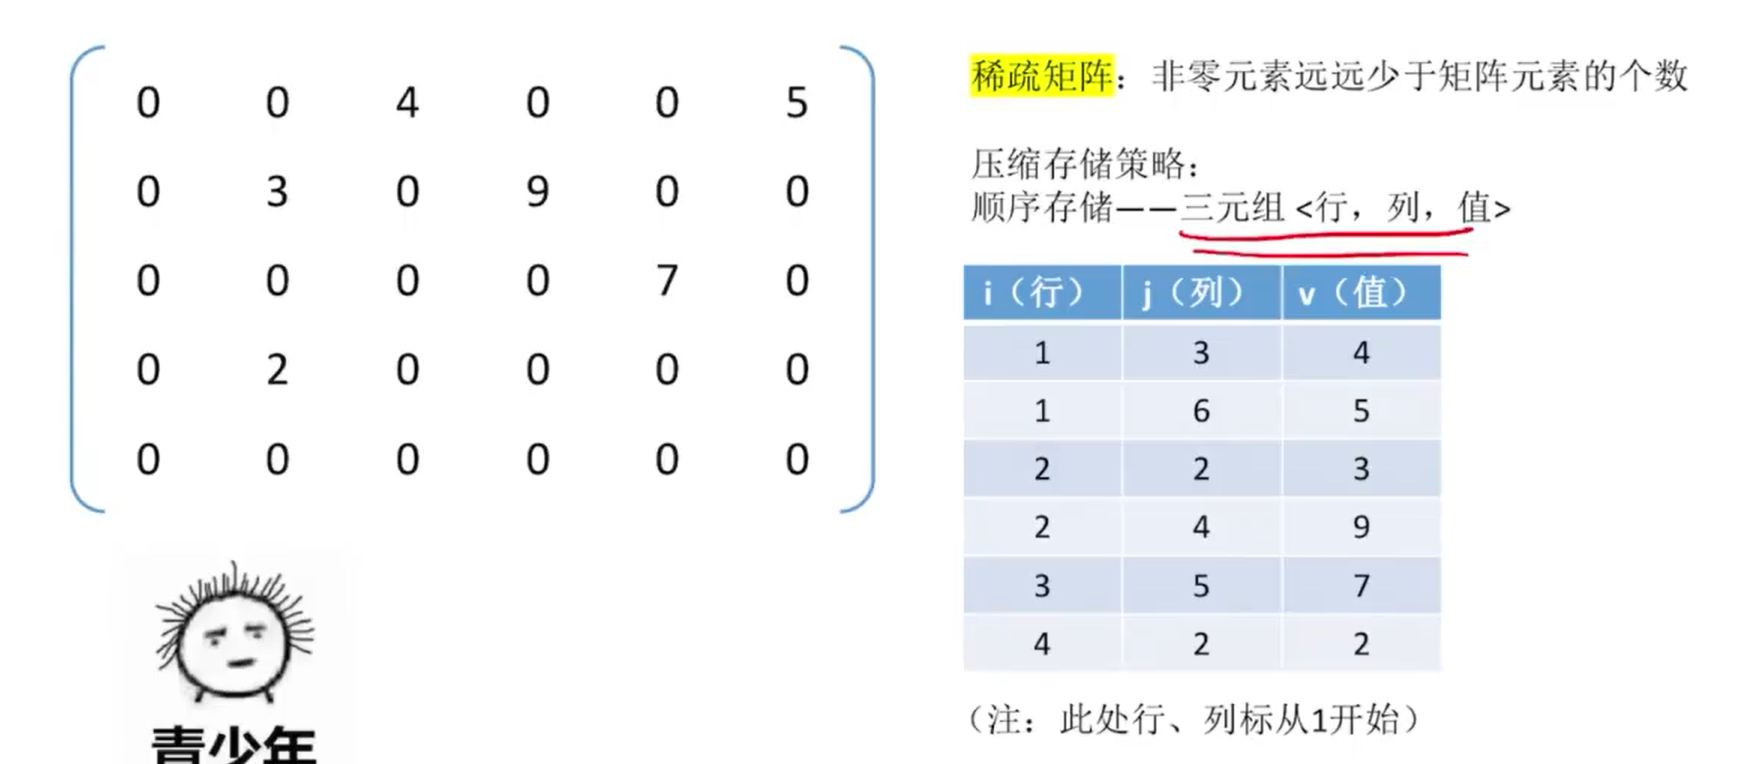 0 0 4 0 0 5
0 3 0 9 0 0
0 0 0 0 7 0
0 2 0 0 0 0
0 0 0 0 0 0
青少年
稀疏矩阵：非零元素远远少于矩阵元素的个数
压缩存储策略：
顺序存储——三元组 <行，列，值>
i（行） j（列） v（值）
1 3 4
1 6 5
2 2 3
2 4 9
3 5 7
4 2 2
（注：此处行、列标从1开始）